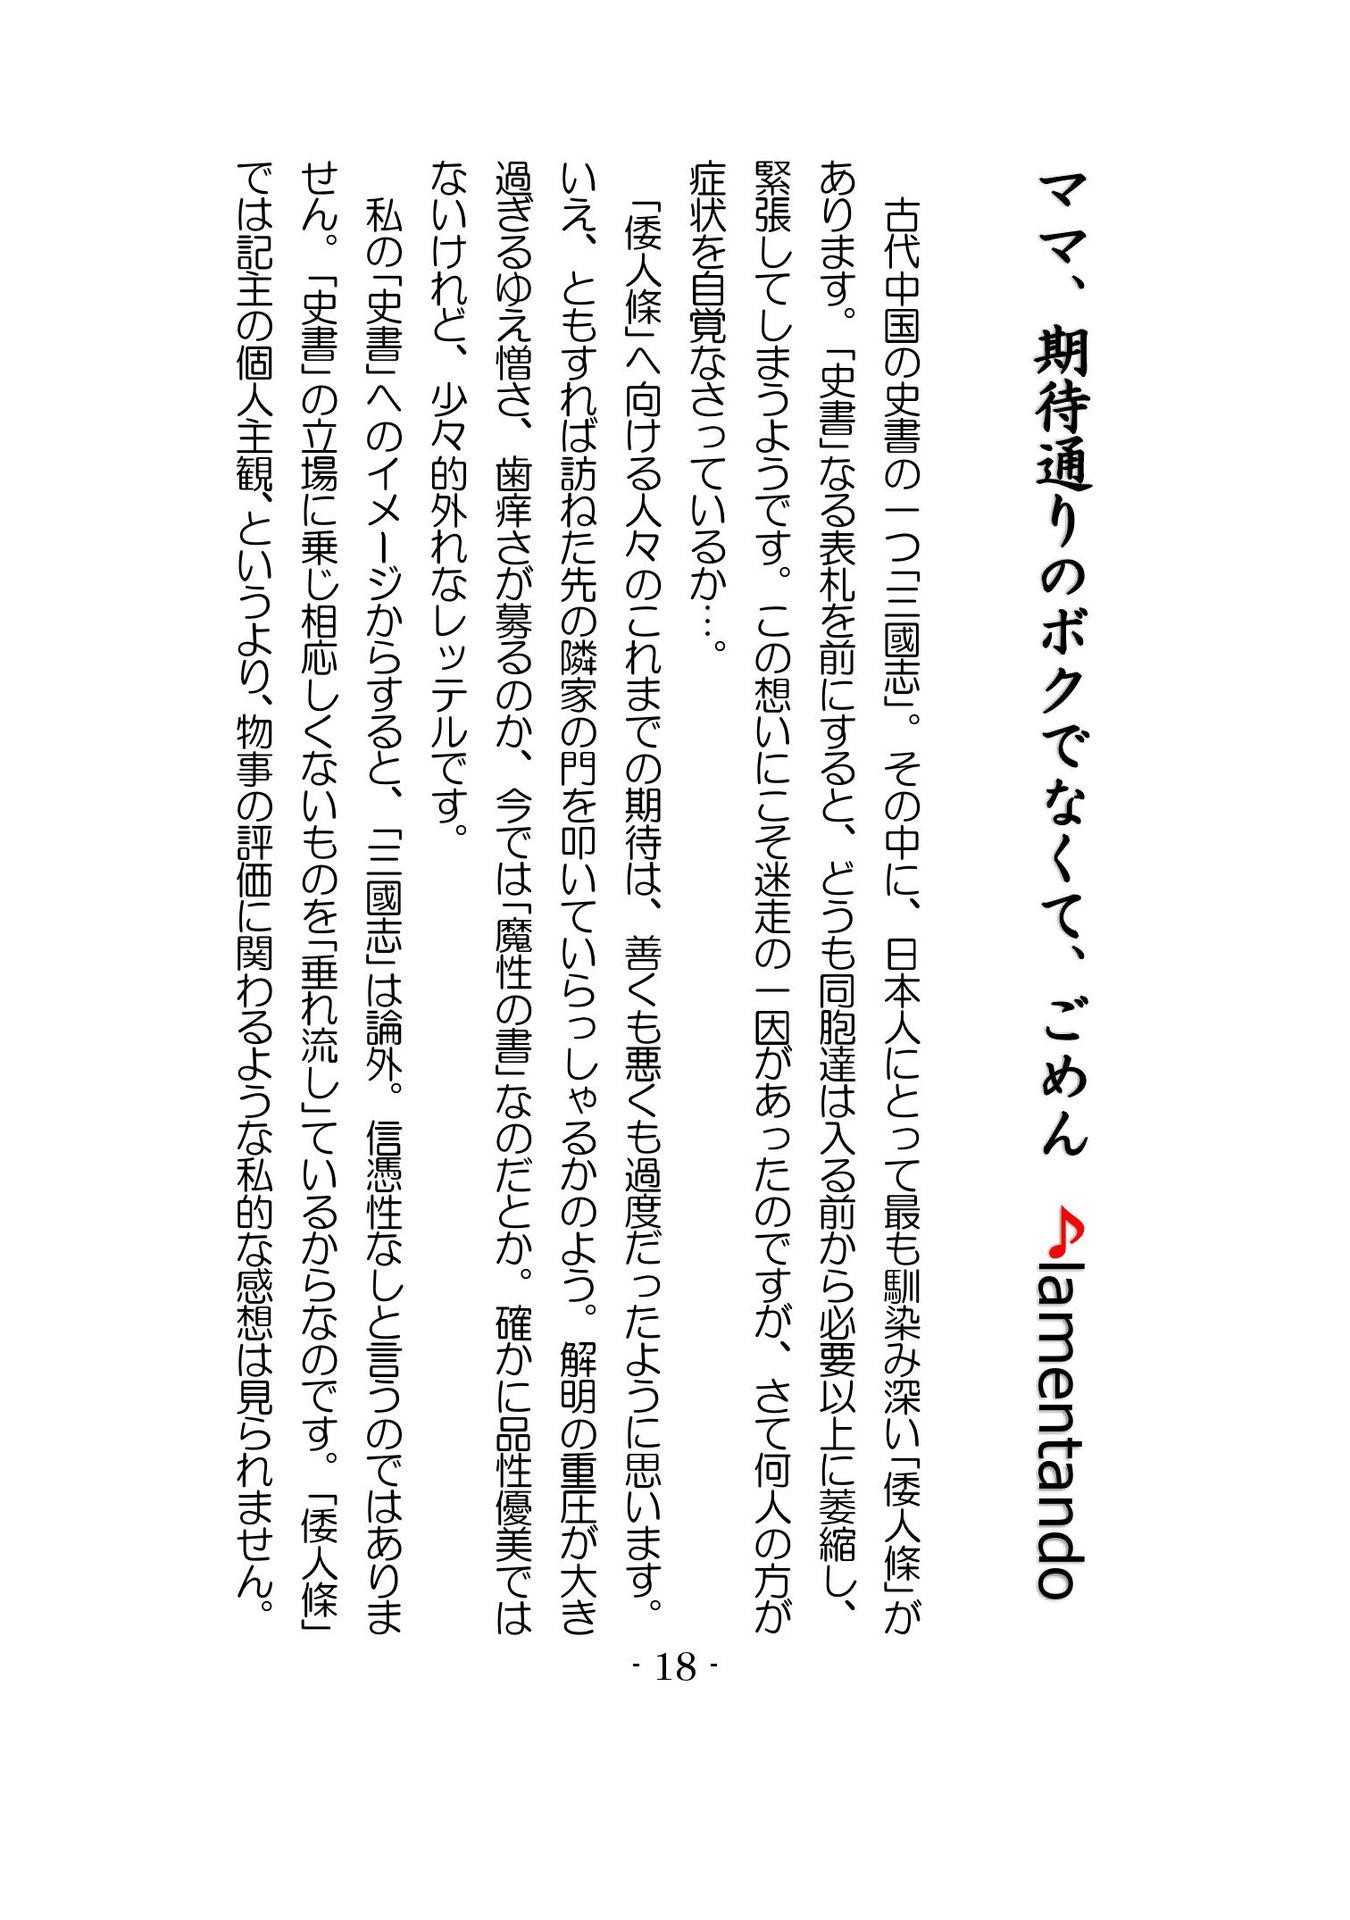 ママ、期待通りのボクでなくて、ごめん ♪lamentando
古代中国の史書の一つ「三國志」。その中に、日本人にとって最も馴染み深い「倭人條」が
あります。「史書」なる表札を前にすると、どうも同胞達は入る前から必要以上に萎縮し、
緊張してしまうようです。この想いにこそ迷走の一因があったのですが、さて何人の方が
症状を自覚なさっているか…。
「倭人條」へ向ける人々のこれまでの期待は、善くも悪くも過度だったように思います。
いえ、ともすれば訪ねた先の隣家の門を叩いていらっしゃるかのよう。解明の重圧が大き
過ぎるゆえ憎さ、歯痒さが募るのか、今では「魔性の書」なのだとか。確かに品性優美では
ないけれど、少々的外れなレッテルです。
私の「史書」へのイメージからすると、「三國志」は論外。信憑性なしと言うのではありま
せん。「史書」の立場に乗じ相応しくないものを「垂れ流し」ているからなのです。「倭人條」
では記主の個人主観、というより、物事の評価に関わるような私的な感想は見られません。
- 18 -